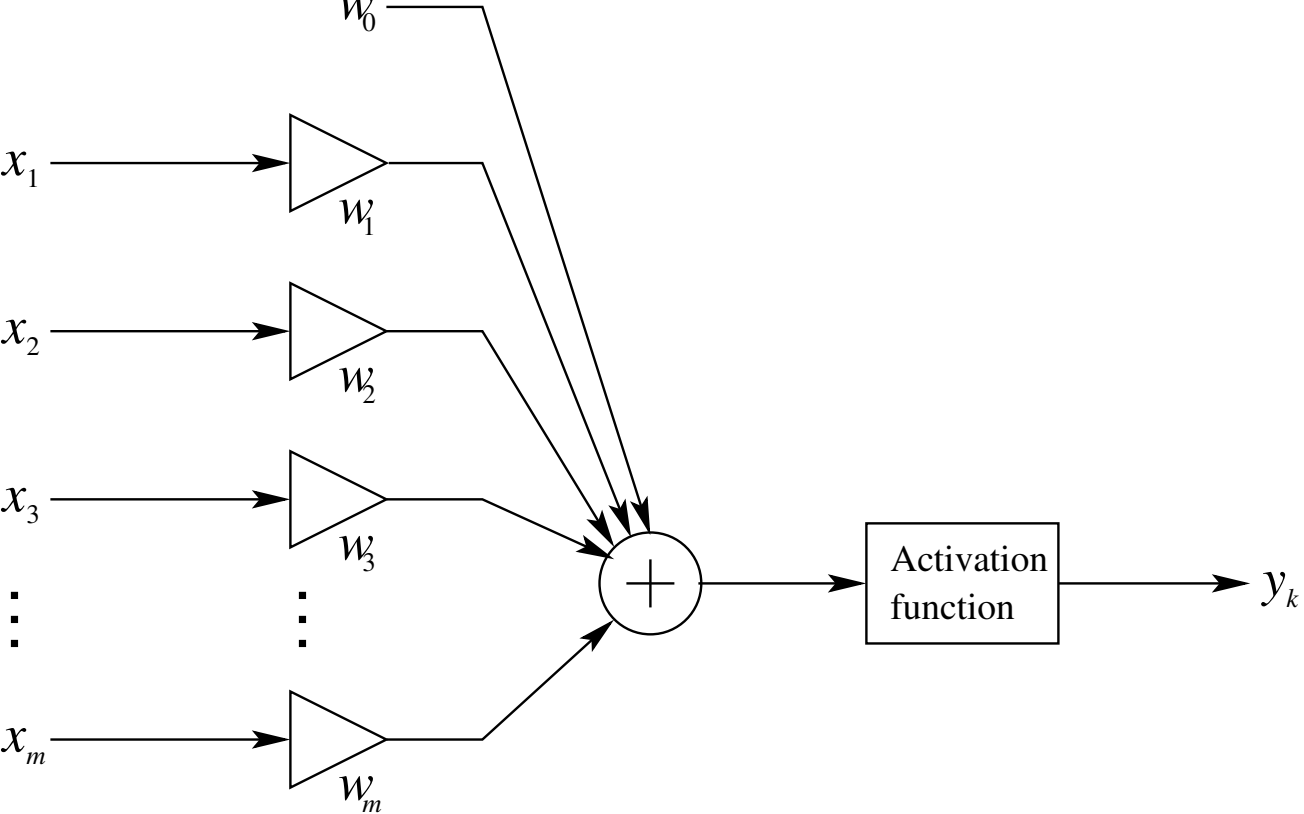 w₀
x₁
w₁
x₂
w₂
x₃
w₃
⋮ ⋮
Activation
function
yₖ
xₘ
wₘ